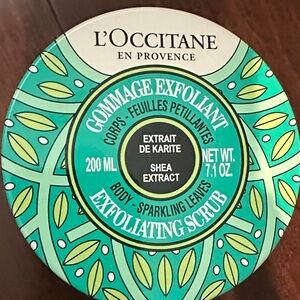 L'OCCITANE
EN PROVENCE
GOMMAGE EXFOLIANT
CORPS - FEUILLES PETILLANTES
EXTRAIT
DE KARITE
200 ML
NET WT.
7.1 OZ
SHEA
EXTRACT
BODY - SPARKLING LEAVES
EXFOLIATING SCRUB